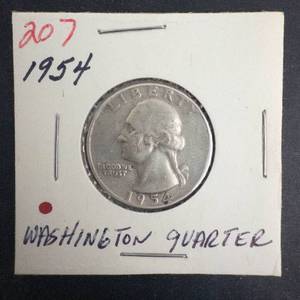 207
1954
LIBERTY
IN GOD WE
TRUST
1954
WASHINGTON QUARTER